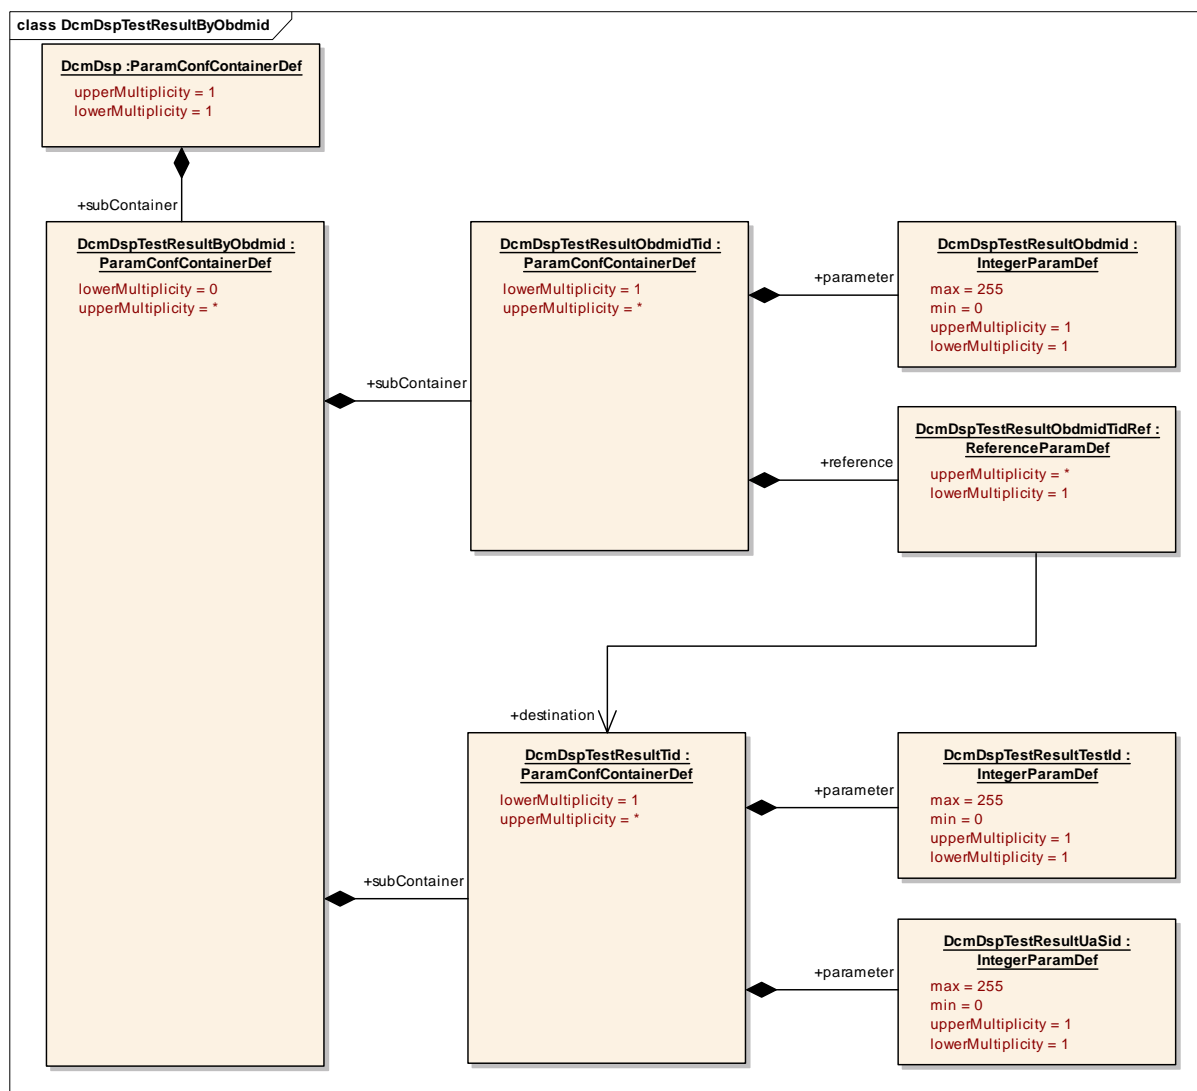 class DcmDspTestResultByObdmid
DcmDsp :ParamConfContainerDef
upperMultiplicity = 1
lowerMultiplicity = 1
+subContainer
DcmDspTestResultByObdmid :
ParamConfContainerDef
lowerMultiplicity = 0
upperMultiplicity = *
+subContainer
DcmDspTestResultObdmidTid :
ParamConfContainerDef
lowerMultiplicity = 1
upperMultiplicity = *
+parameter
DcmDspTestResultObdmid :
IntegerParamDef
max = 255
min = 0
upperMultiplicity = 1
lowerMultiplicity = 1
+reference
DcmDspTestResultObdmidTidRef :
ReferenceParamDef
upperMultiplicity = *
lowerMultiplicity = 1
+destination
+subContainer
DcmDspTestResultTid :
ParamConfContainerDef
lowerMultiplicity = 1
upperMultiplicity = *
+parameter
DcmDspTestResultTestId :
IntegerParamDef
max = 255
min = 0
upperMultiplicity = 1
lowerMultiplicity = 1
+parameter
DcmDspTestResultUaSid :
IntegerParamDef
max = 255
min = 0
upperMultiplicity = 1
lowerMultiplicity = 1